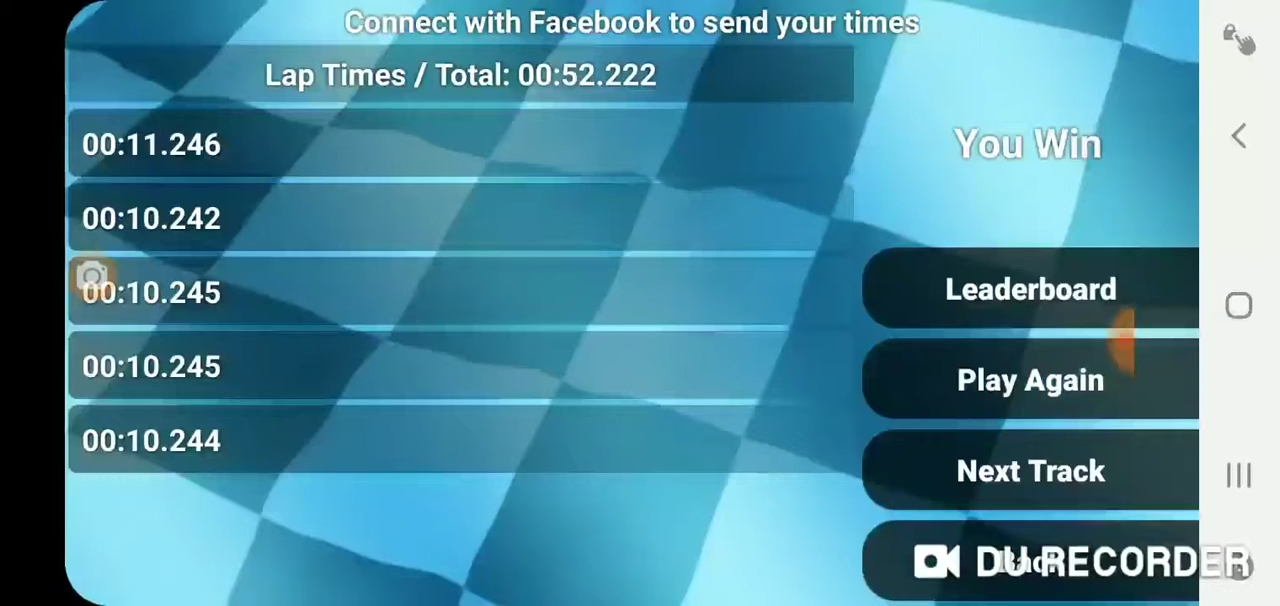 Connect with Facebook to send your times
Lap Times / Total: 00:52.222
00:11.246
You Win
00:10.242
00:10.245
Leaderboard
00:10.245
Play Again
00:10.244
Next Track
Back
DU RECORDER